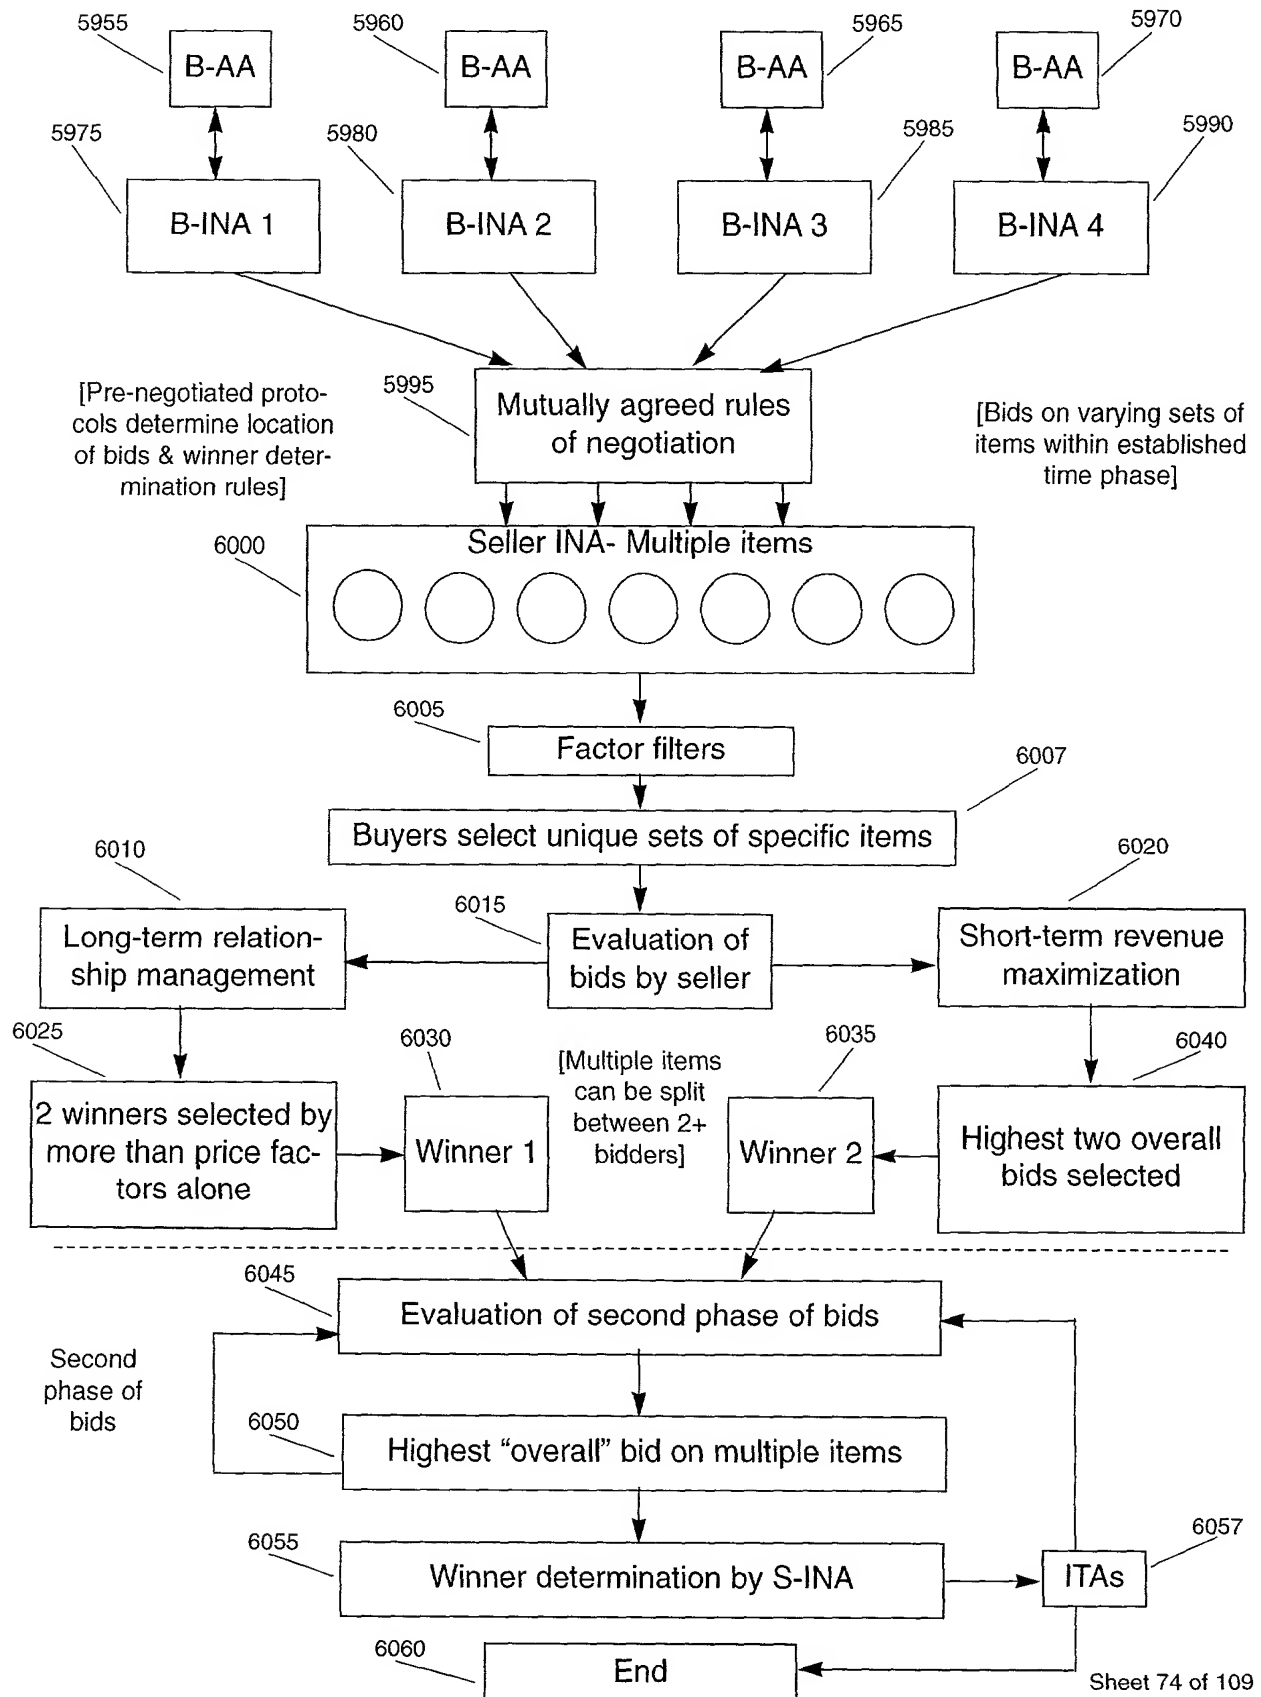 5955
5960
5965
5970
B-AA
B-AA
B-AA
B-AA
5975
5980
5985
5990
B-INA 1
B-INA 2
B-INA 3
B-INA 4
[Pre-negotiated proto-
cols determine location
of bids & winner deter-
mination rules]
5995
Mutually agreed rules
of negotiation
[Bids on varying sets of
items within established
time phase]
6000
Seller INA- Multiple items
6005
Factor filters
6007
Buyers select unique sets of specific items
6010
Long-term relation-
ship management
6015
Evaluation of
bids by seller
6020
Short-term revenue
maximization
6025
2 winners selected by
more than price fac-
tors alone
6030
Winner 1
[Multiple items
can be split
between 2+
bidders]
6035
Winner 2
6040
Highest two overall
bids selected
6045
Evaluation of second phase of bids
Second
phase of
bids
6050
Highest “overall” bid on multiple items
6055
Winner determination by S-INA
6057
ITAs
6060
End
Sheet 74 of 109